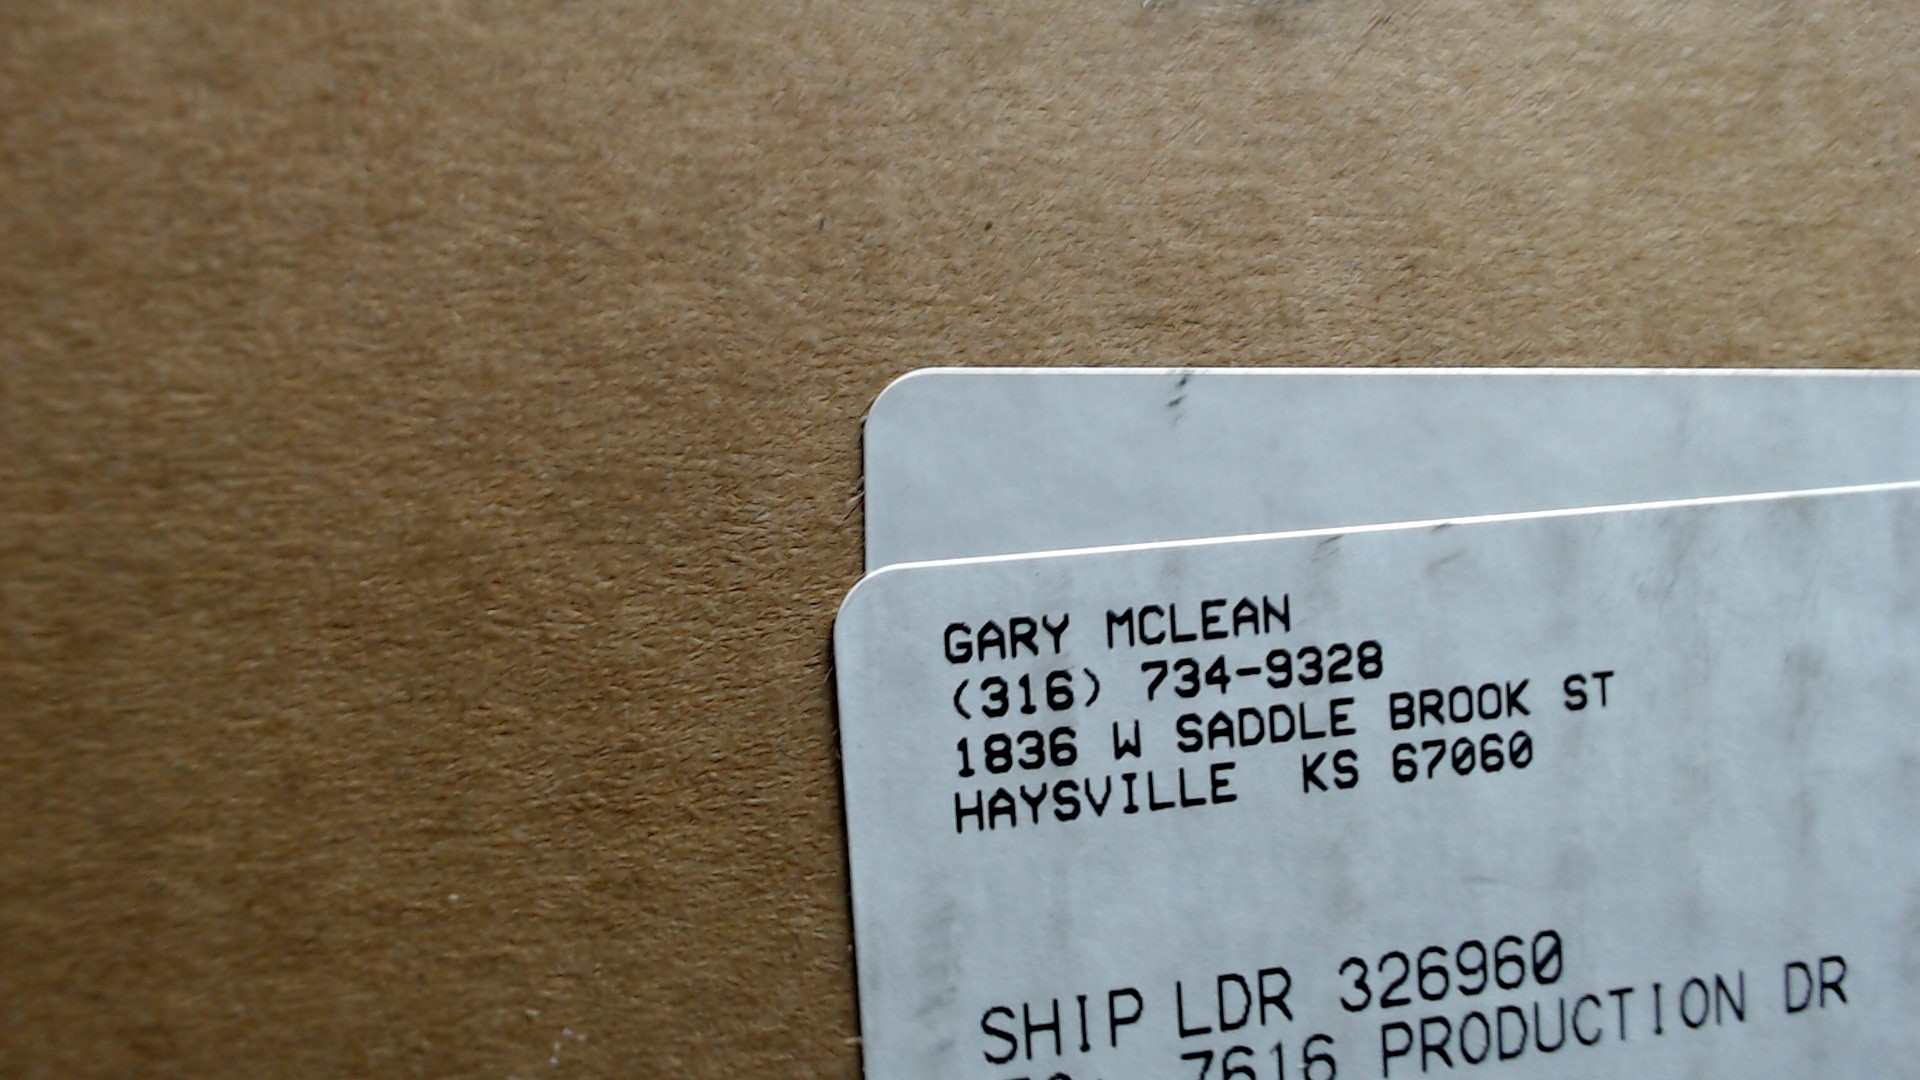 GARY MCLEAN
(316) 734-9328
1836 W SADDLE BROOK ST
HAYSVILLE KS 67060
SHIP LDR 326960
7616 PRODUCTION DR